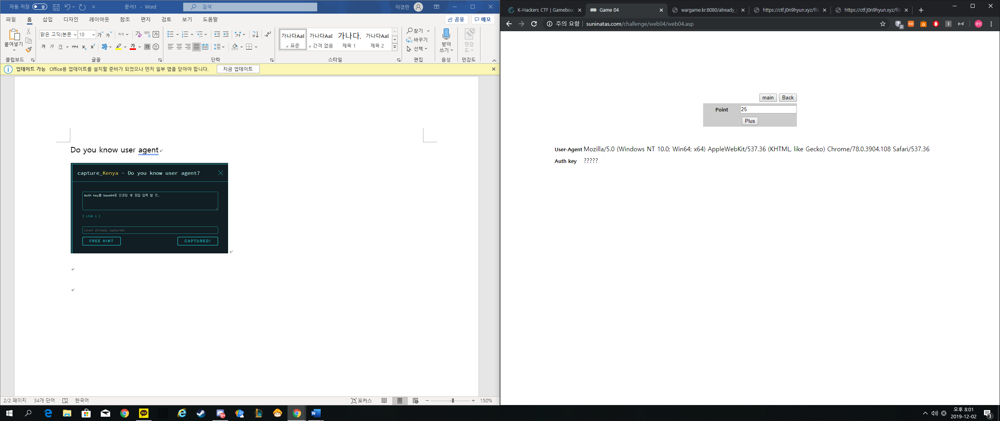 자동 저장 끔
문서1 - Word
검색
이경민
파일 홈 삽입 디자인 레이아웃 참조 편지 검토 보기 도움말
공유 메모
붙여넣기
맑은 고딕(본문 10
가나다AaE 가나다AaE 가나다, 가나다AaE
표준 간격 없음 제목 1 제목 2
찾기
바꾸기
선택
받아
쓰기
민감
도
클립보드 글꼴 단락 스타일 편집 음성 민감도
업데이트 가능 Office용 업데이트를 설치할 준비가 되었으나 먼저 일부 앱을 닫아야 합니다. 지금 업데이트
Do you know user agent
capture_Kenya - Do you know user agent?
Auth key를 base64로 인코딩 후 정답 입력 할 것.
[ Link 1 ]
Level already captured:
FREE HINT CAPTURED!
2/2 페이지 34개 단어 한국어
포커스 150%
K-Hackers CTF | Gameboar
Game 04
wargame.kr:8080/already_g
https://ctf.j0n9hyun.xyz/file
https://ctf.j0n9hyun.xyz/file
주의 요함 suninatas.com/challenge/web04/web04.asp
경민
main Back
Point 25
Plus
User-Agent Mozilla/5.0 (Windows NT 10.0; Win64; x64) AppleWebKit/537.36 (KHTML, like Gecko) Chrome/78.0.3904.108 Safari/537.36
Auth key ?????
TALK
9+
오후 8:01
2019-12-02
3